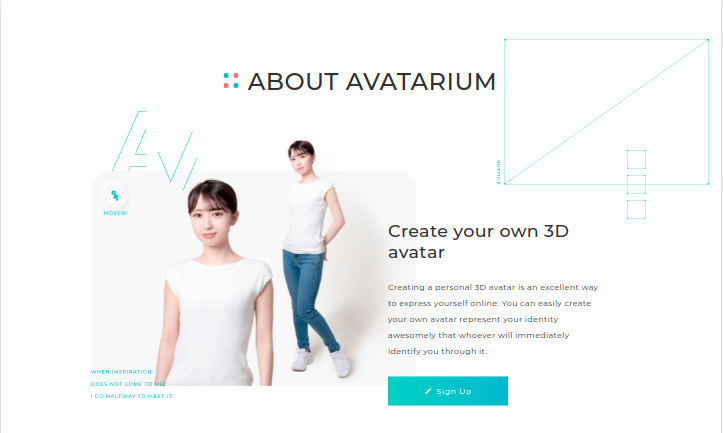 ABOUT AVATARIUM
AV
HOVER!
Create your own 3D
avatar
Creating a personal 3D avatar is an excellent way
to express yourself online. You can easily create
your own avatar represent your identity
awesomely that whoever will immediately
identify you through it.
Sign Up
WHEN INSPIRATION
DOES NOT COME TO ME,
I GO HALFWAY TO MEET IT.